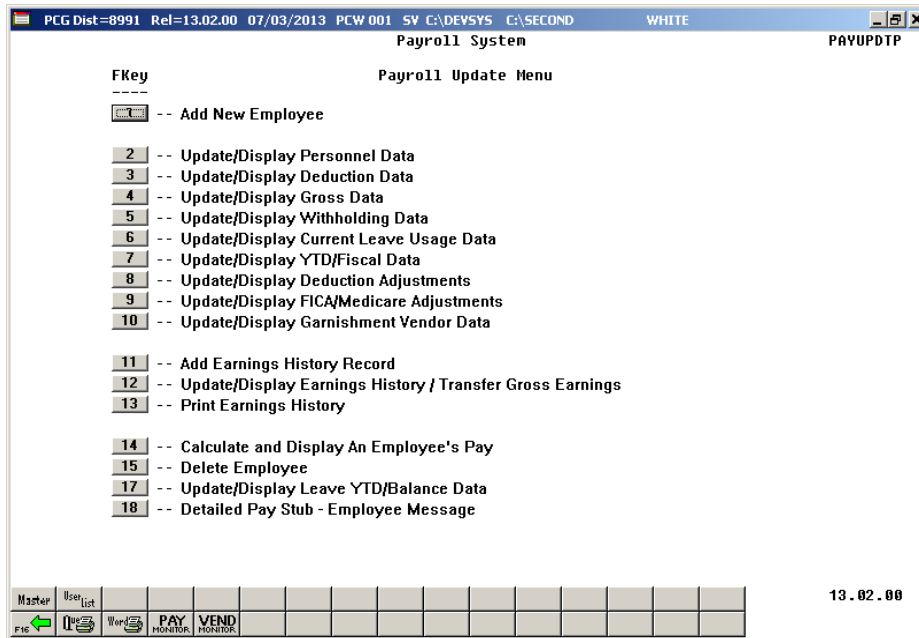 PCG Dist=8991 Rel=13.02.00 07/03/2013 PCW 001 SV C:\DEVSYS C:\SECOND WHITE
Payroll System PAYUPDTP
FKey Payroll Update Menu
----
1 -- Add New Employee
2 -- Update/Display Personnel Data
3 -- Update/Display Deduction Data
4 -- Update/Display Gross Data
5 -- Update/Display Withholding Data
6 -- Update/Display Current Leave Usage Data
7 -- Update/Display YTD/Fiscal Data
8 -- Update/Display Deduction Adjustments
9 -- Update/Display FICA/Medicare Adjustments
10 -- Update/Display Garnishment Vendor Data
11 -- Add Earnings History Record
12 -- Update/Display Earnings History / Transfer Gross Earnings
13 -- Print Earnings History
14 -- Calculate and Display An Employee's Pay
15 -- Delete Employee
17 -- Update/Display Leave YTD/Balance Data
18 -- Detailed Pay Stub - Employee Message
Master User List 13.02.00
F16 Que Word PAY MONITOR VEND MONITOR